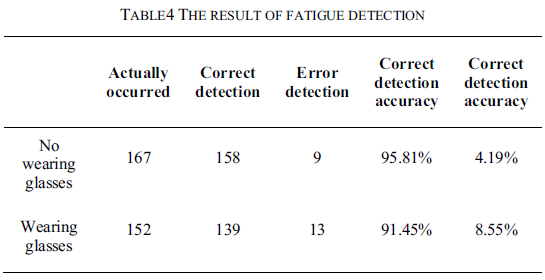 TABLE4 THE RESULT OF FATIGUE DETECTION
Actually occurred Correct detection Error detection Correct detection accuracy Correct detection accuracy
No wearing glasses 167 158 9 95.81% 4.19%
Wearing glasses 152 139 13 91.45% 8.55%